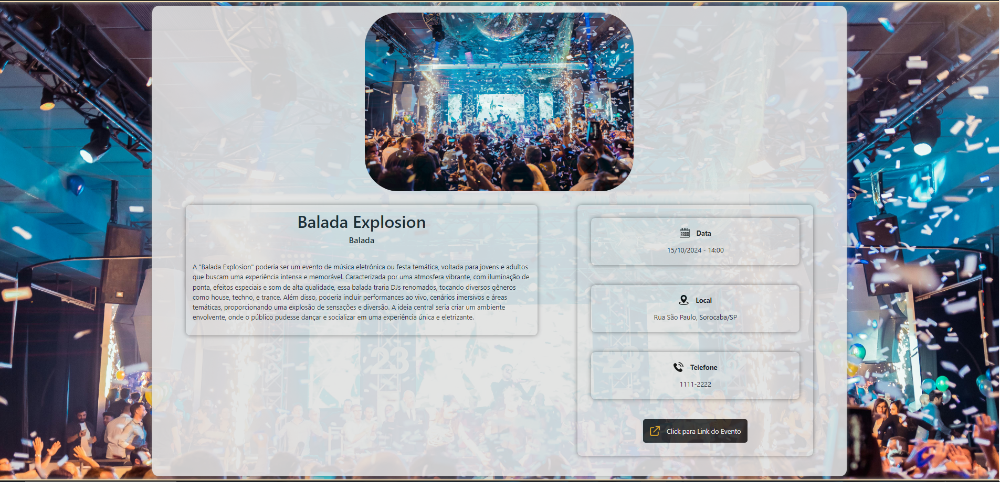 Balada Explosion
Balada
A "Balada Explosion" poderia ser um evento de música eletrônica ou festa temática, voltada para jovens e adultos
que buscam uma experiência intensa e memorável. Caracterizada por uma atmosfera vibrante, com iluminação de
ponta, efeitos especiais e som de alta qualidade, essa balada traria DJs renomados, tocando diversos gêneros
como house, techno, e trance. Além disso, poderia incluir performances ao vivo, cenários imersivos e áreas
temáticas, proporcionando uma explosão de sensações e diversão. A ideia central seria criar um ambiente
envolvente, onde o público pudesse dançar e socializar em uma experiência única e eletrizante.
Data
15/10/2024 - 14:00
Local
Rua São Paulo, Sorocaba/SP
Telefone
1111-2222
Click para Link do Evento
23
23
23